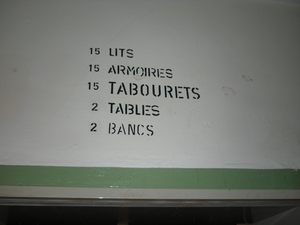 15 LITS
15 ARMOIRES
15 TABOURETS
2 TABLES
2 BANCS